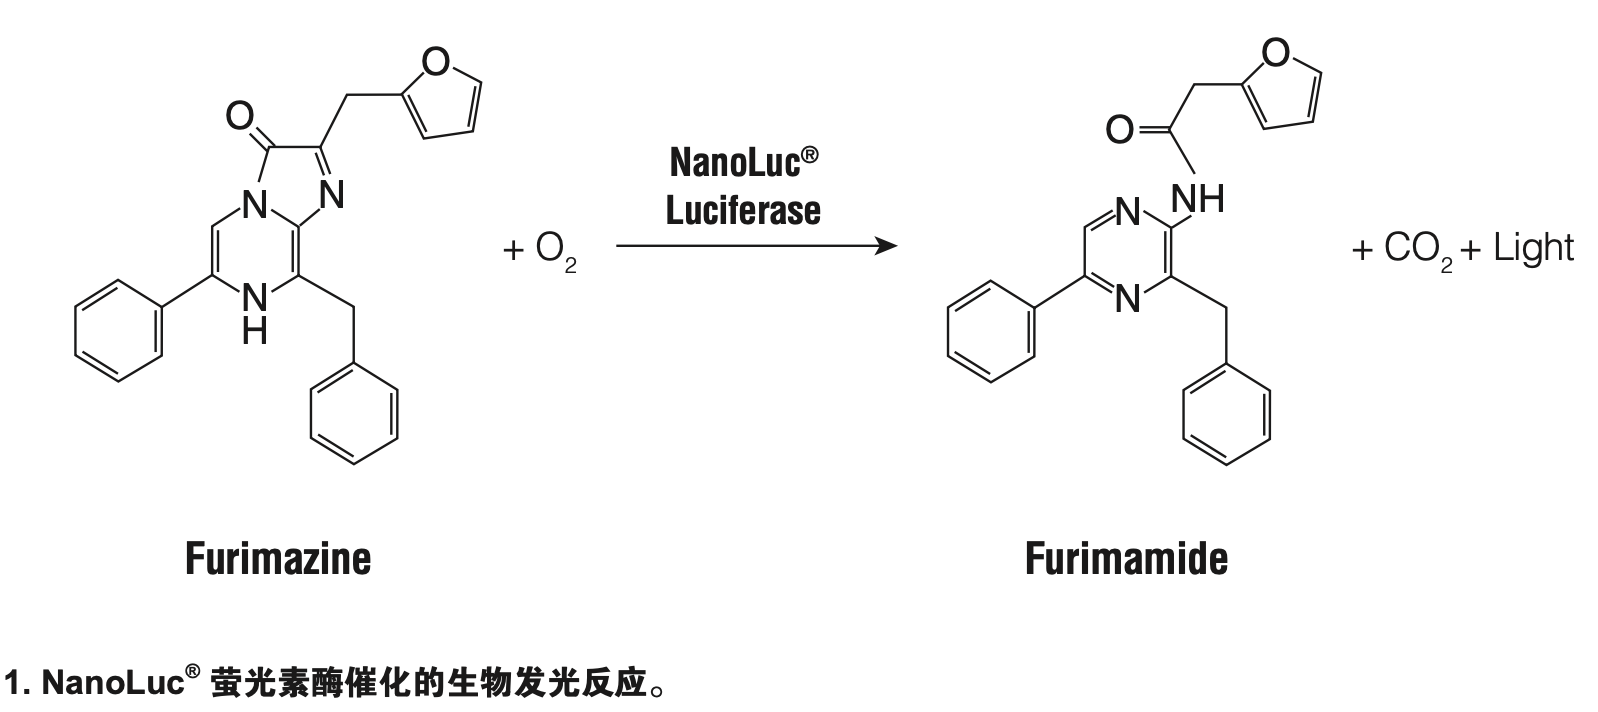 O
O
N
N
N
H
+ O2
NanoLuc®
Luciferase
O
O
NH
N
N
+ CO2 + Light
Furimazine
Furimamide
1. NanoLuc® 萤光素酶催化的生物发光反应。